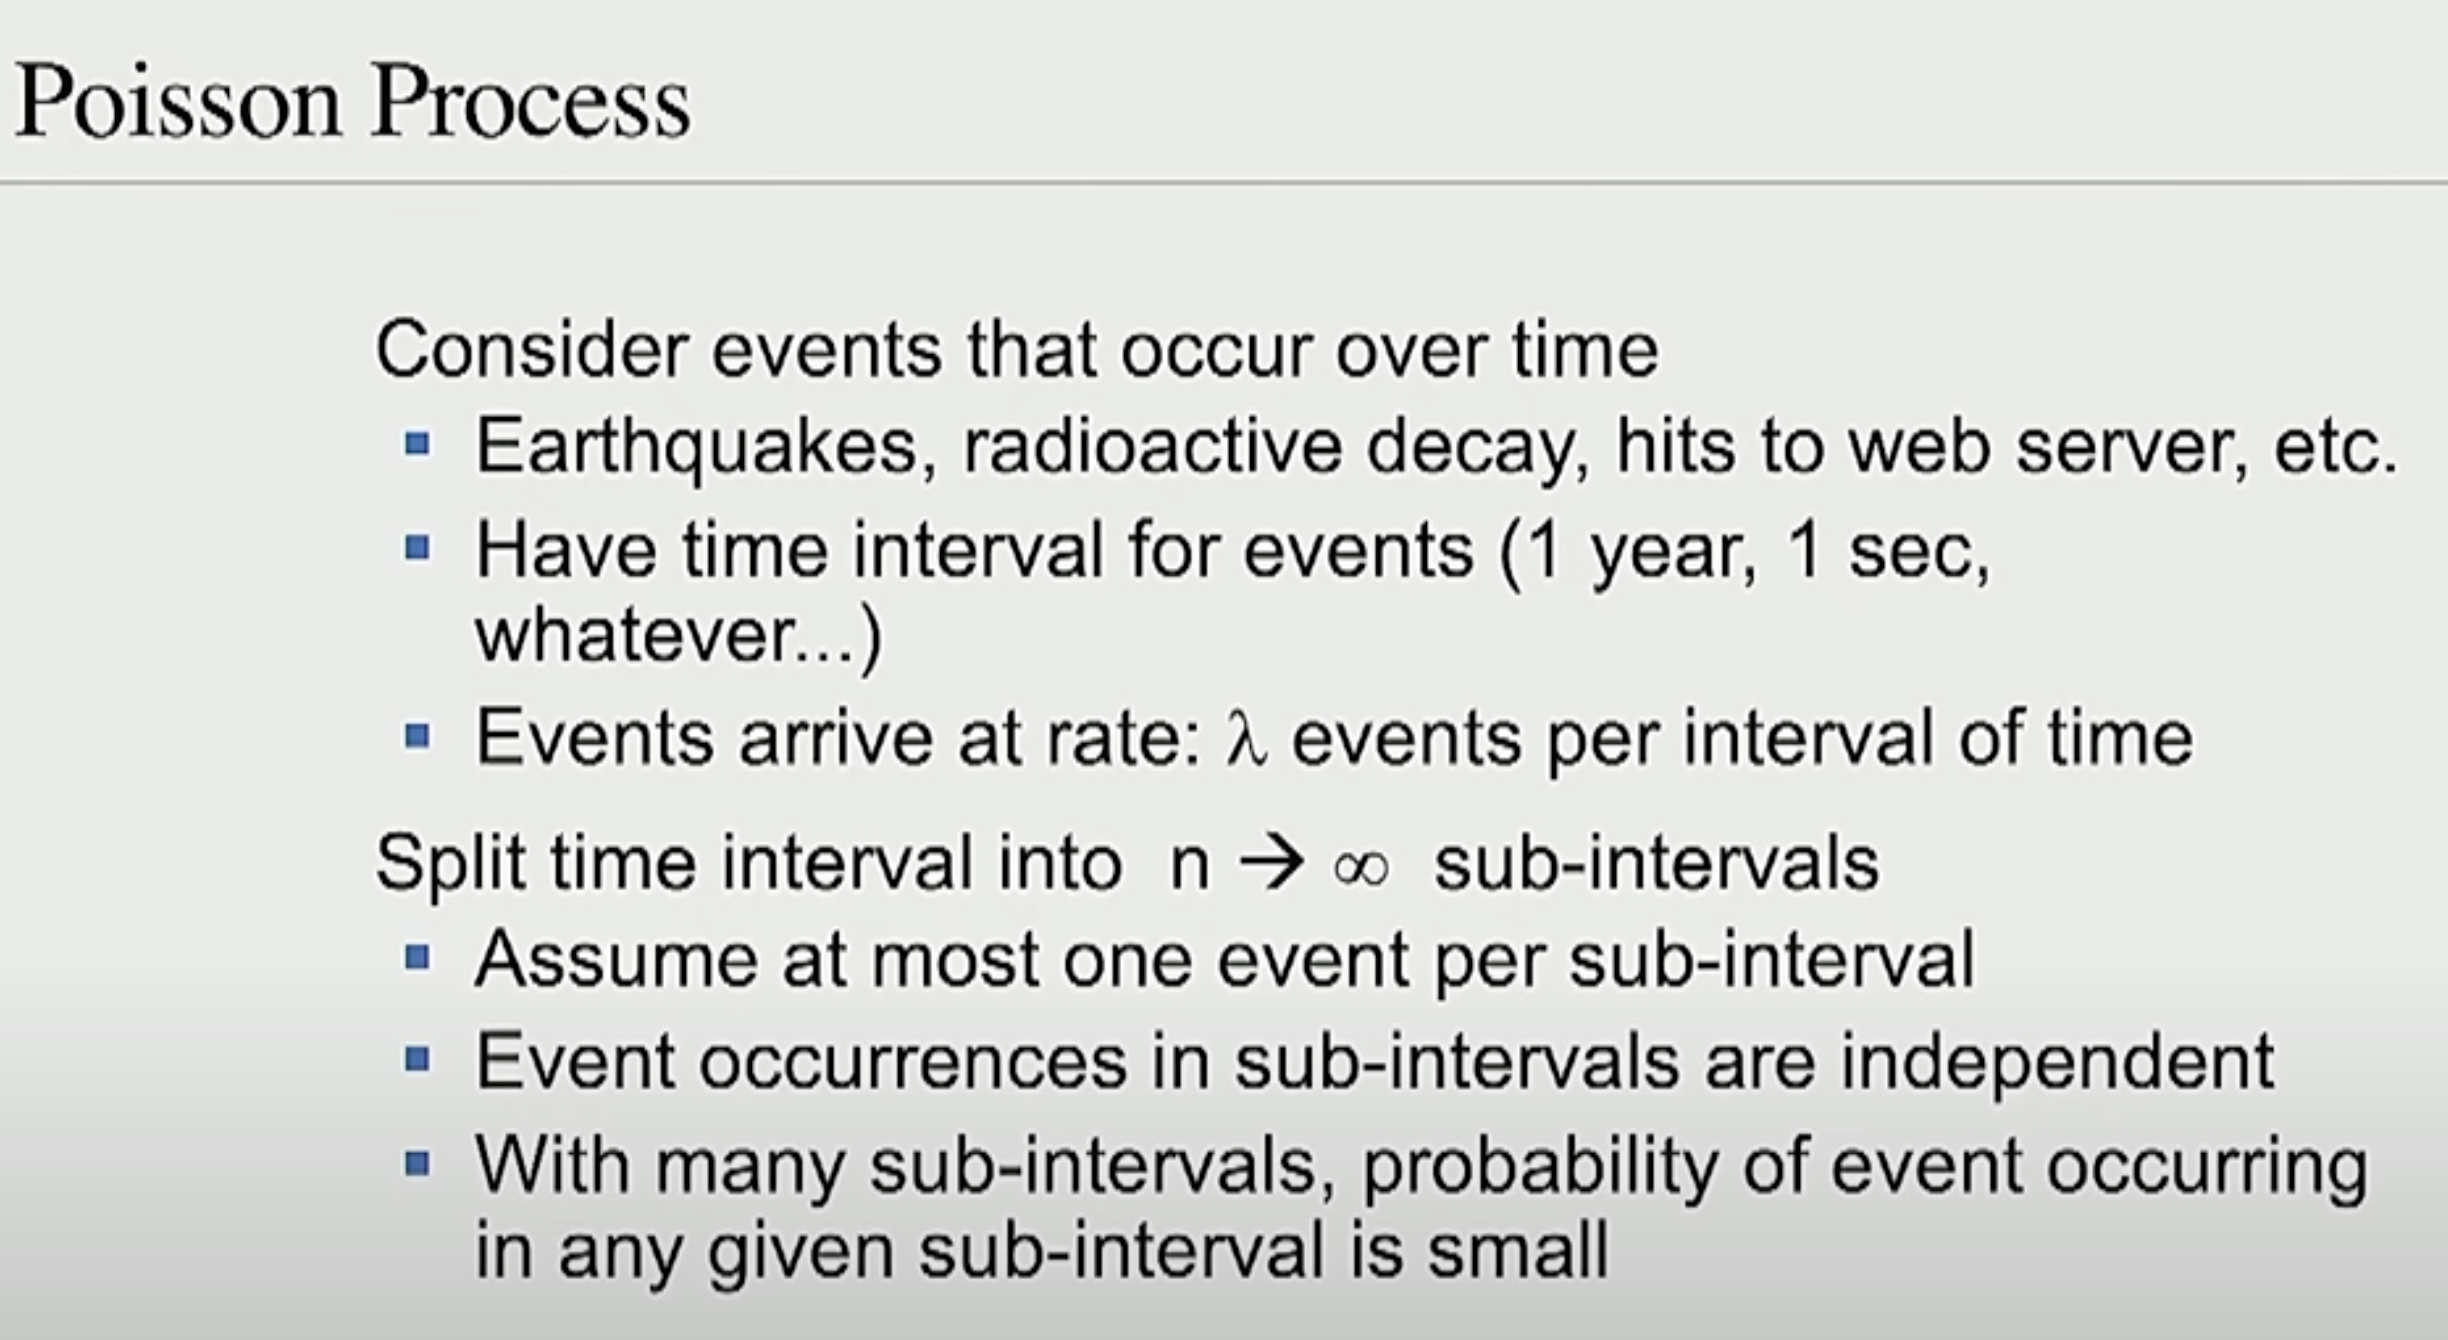 Poisson Process
Consider events that occur over time
▪ Earthquakes, radioactive decay, hits to web server, etc.
▪ Have time interval for events (1 year, 1 sec,
whatever...)
▪ Events arrive at rate: λ events per interval of time
Split time interval into n → ∞ sub-intervals
▪ Assume at most one event per sub-interval
▪ Event occurrences in sub-intervals are independent
▪ With many sub-intervals, probability of event occurring
in any given sub-interval is small